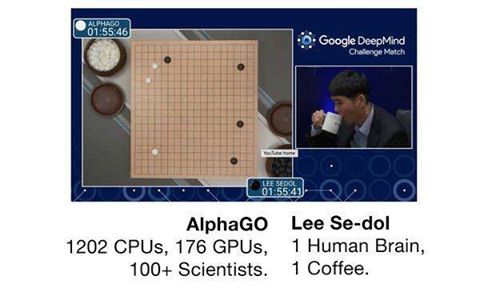 ALPHAGO
01:55:46
Google DeepMind
Challenge Match
YouTube home
LEE SEDOL
01:55:41
AlphaGO
1202 CPUs, 176 GPUs,
100+ Scientists.
Lee Se-dol
1 Human Brain,
1 Coffee.